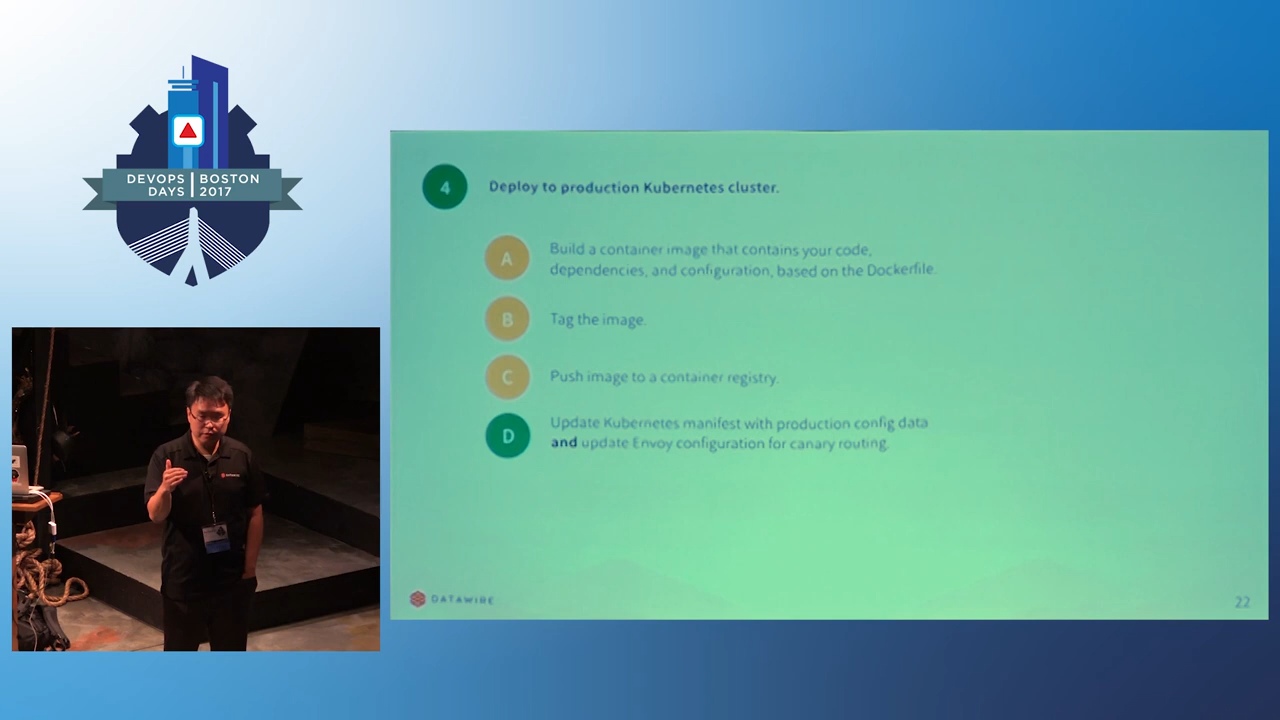 DEVOPS | BOSTON
DAYS | 2017
4 Deploy to production Kubernetes cluster.
A Build a container image that contains your code,
dependencies, and configuration, based on the Dockerfile.
B Tag the image.
C Push image to a container registry.
D Update Kubernetes manifest with production config data
and update Envoy configuration for canary routing.
DATAWIRE
22